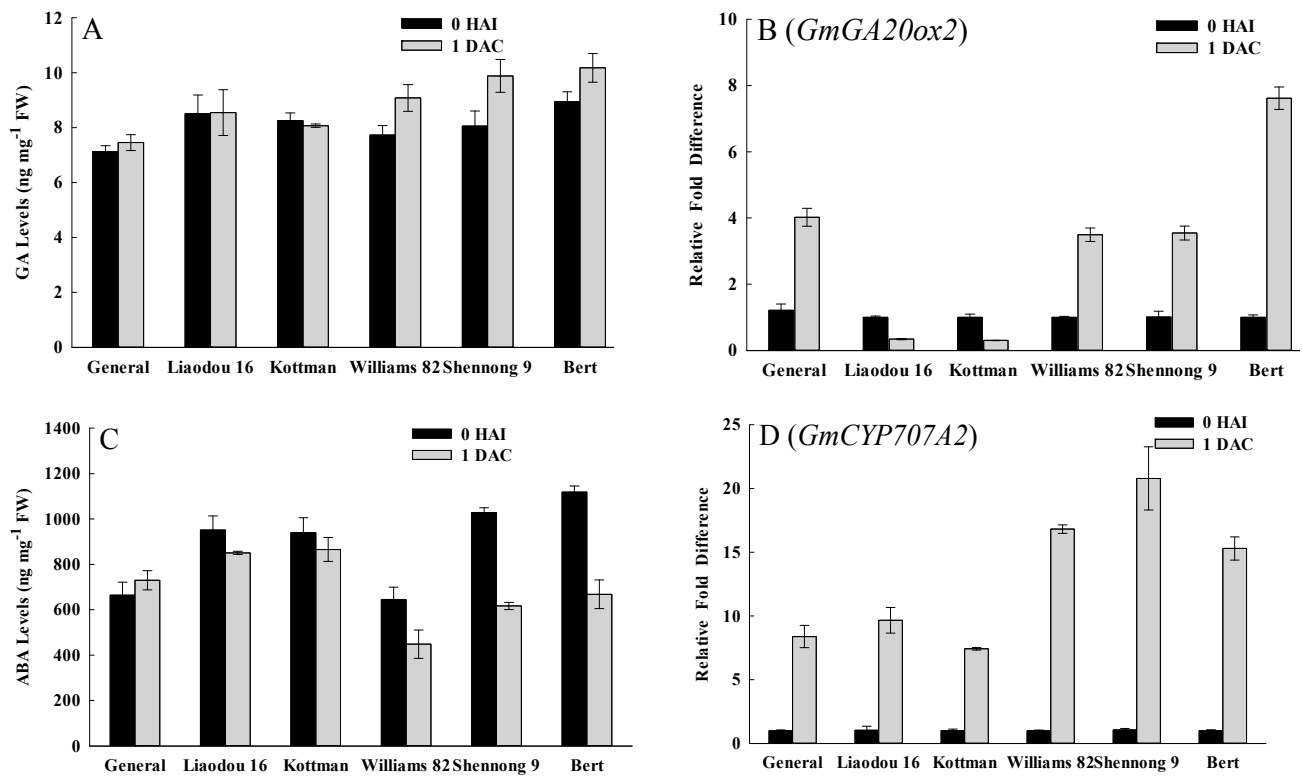 A
0 HAI
1 DAC
GA Levels (ng mg⁻¹ FW)
12
10
8
6
4
2
0
General Liaodou 16 Kottman Williams 82 Shennong 9 Bert
B (GmGA20ox2)
0 HAI
1 DAC
Relative Fold Difference
10
8
6
4
2
0
General Liaodou 16 Kottman Williams 82 Shennong 9 Bert
C
0 HAI
1 DAC
ABA Levels (ng mg⁻¹ FW)
1400
1200
1000
800
600
400
200
0
General Liaodou 16 Kottman Williams 82 Shennong 9 Bert
D (GmCYP707A2)
0 HAI
1 DAC
Relative Fold Difference
25
20
15
10
5
0
General Liaodou 16 Kottman Williams 82 Shennong 9 Bert